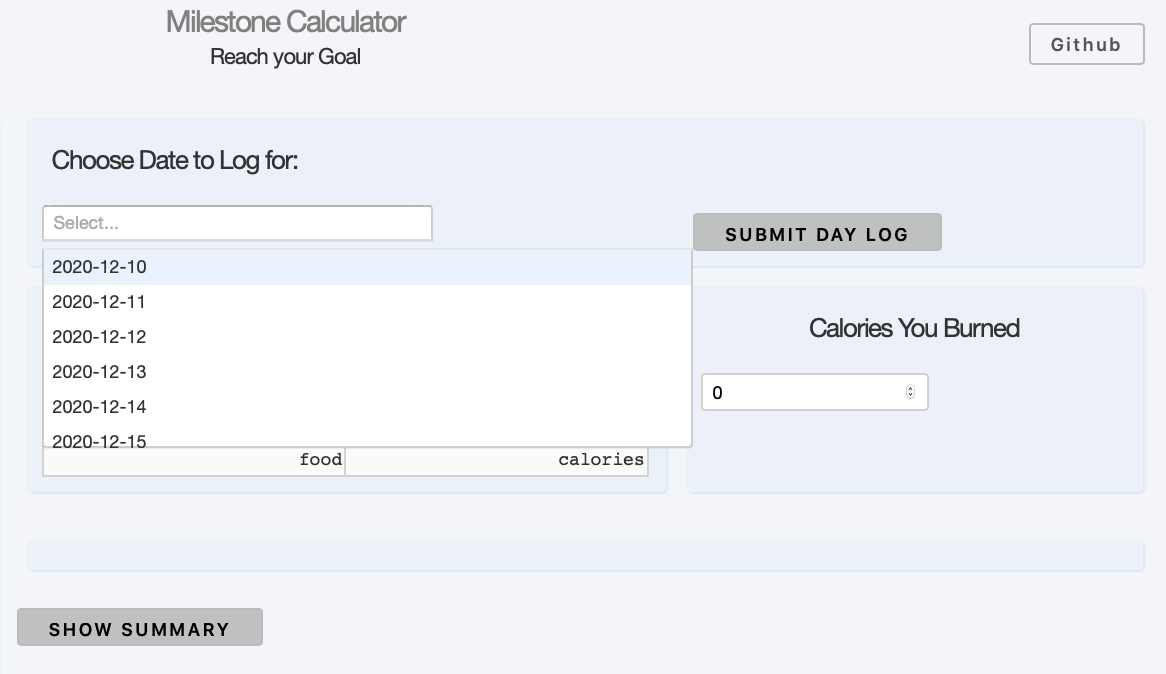 Milestone Calculator
Reach your Goal
Github
Choose Date to Log for:
Select...
SUBMIT DAY LOG
2020-12-10
2020-12-11
2020-12-12
2020-12-13
2020-12-14
2020-12-15
Calories You Burned
0
food calories
SHOW SUMMARY